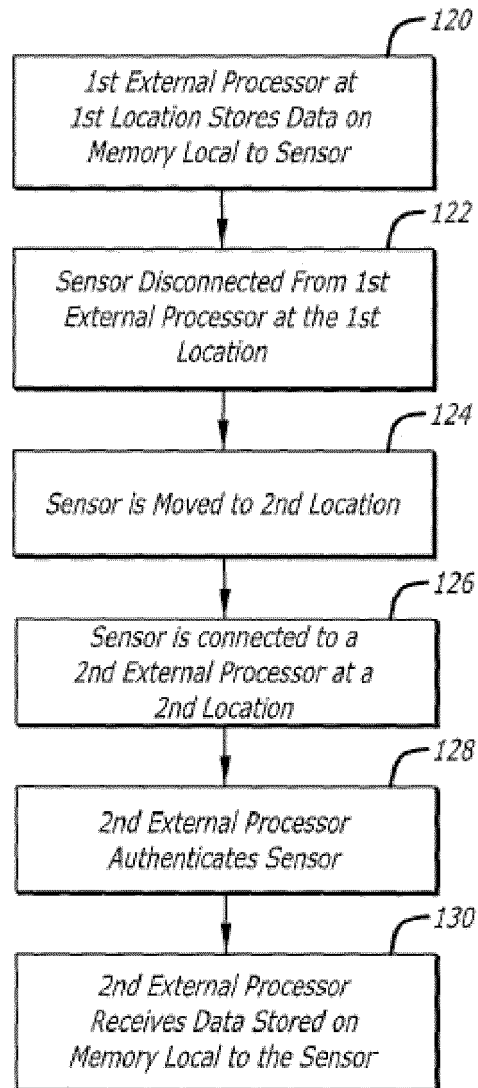 120
1st External Processor at
1st Location Stores Data on
Memory Local to Sensor
122
Sensor Disconnected From 1st
External Processor at the 1st
Location
124
Sensor is Moved to 2nd Location
126
Sensor is connected to a
2nd External Processor at a
2nd Location
128
2nd External Processor
Authenticates Sensor
130
2nd External Processor
Receives Data Stored on
Memory Local to the Sensor